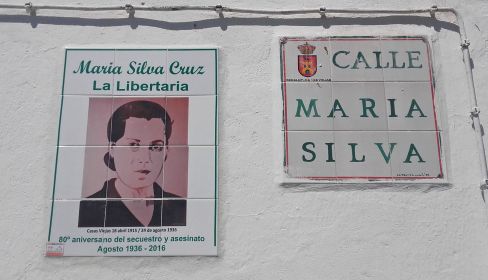 María Silva Cruz
La Libertaria
Casas Viejas 18 abril 1915 / 24 de agosto 1936
80º aniversario del secuestro y asesinato
Agosto 1936 - 2016
CALLE
MARIA
SILVA